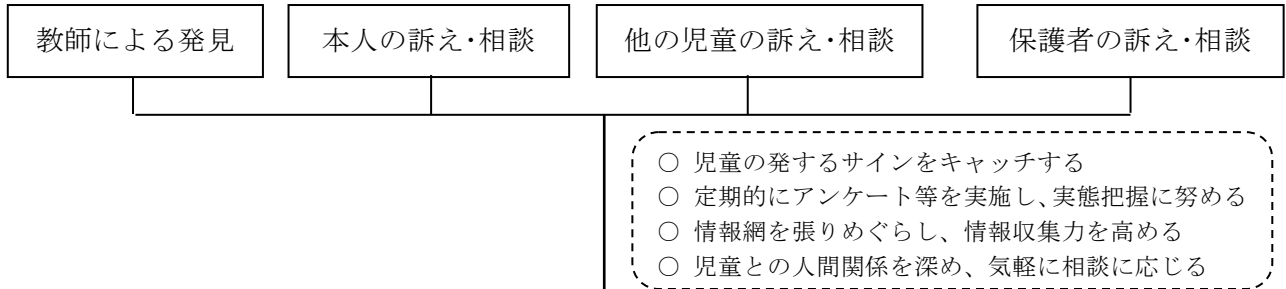 教師による発見
本人の訴え･相談
他の児童の訴え･相談
保護者の訴え･相談
○ 児童の発するサインをキャッチする
○ 定期的にアンケート等を実施し、実態把握に努める
○ 情報網を張りめぐらし、情報収集力を高める
○ 児童との人間関係を深め、気軽に相談に応じる